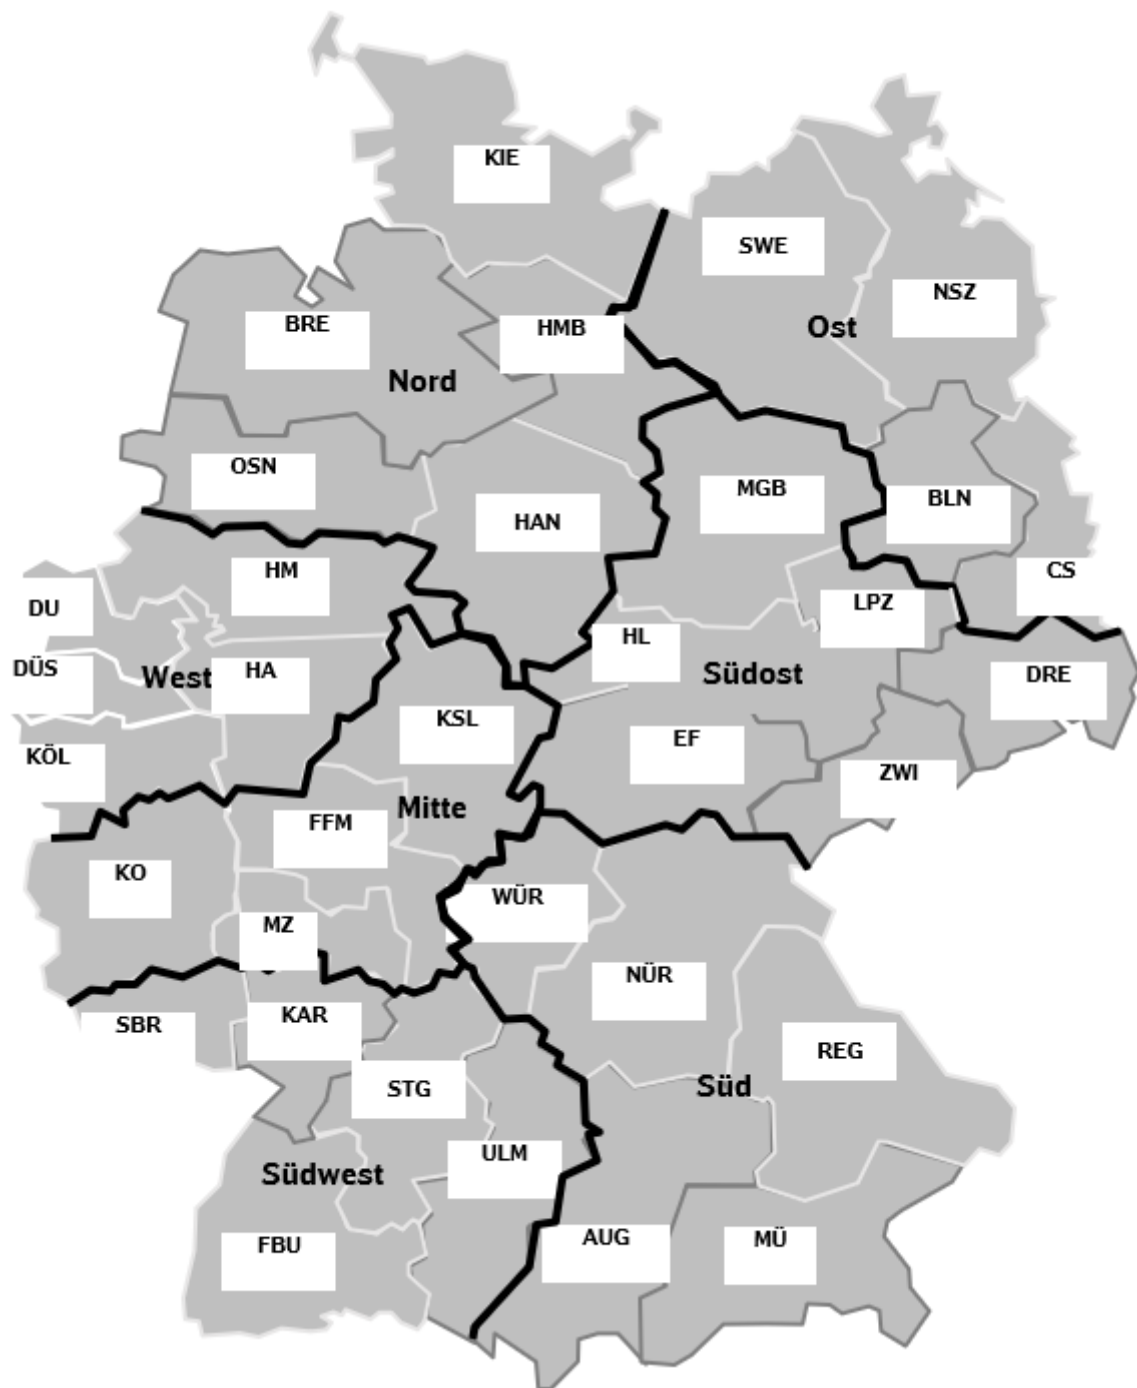 KIE
SWE
NSZ
BRE
HMB
Ost
Nord
OSN
MGB
BLN
HAN
HM
CS
DU
LPZ
HL
DÜS
West
HA
Südost
DRE
KSL
EF
KÖL
ZWI
Mitte
FFM
KO
WÜR
MZ
NÜR
SBR
KAR
REG
STG
Süd
ULM
Südwest
FBU
AUG
MÜ